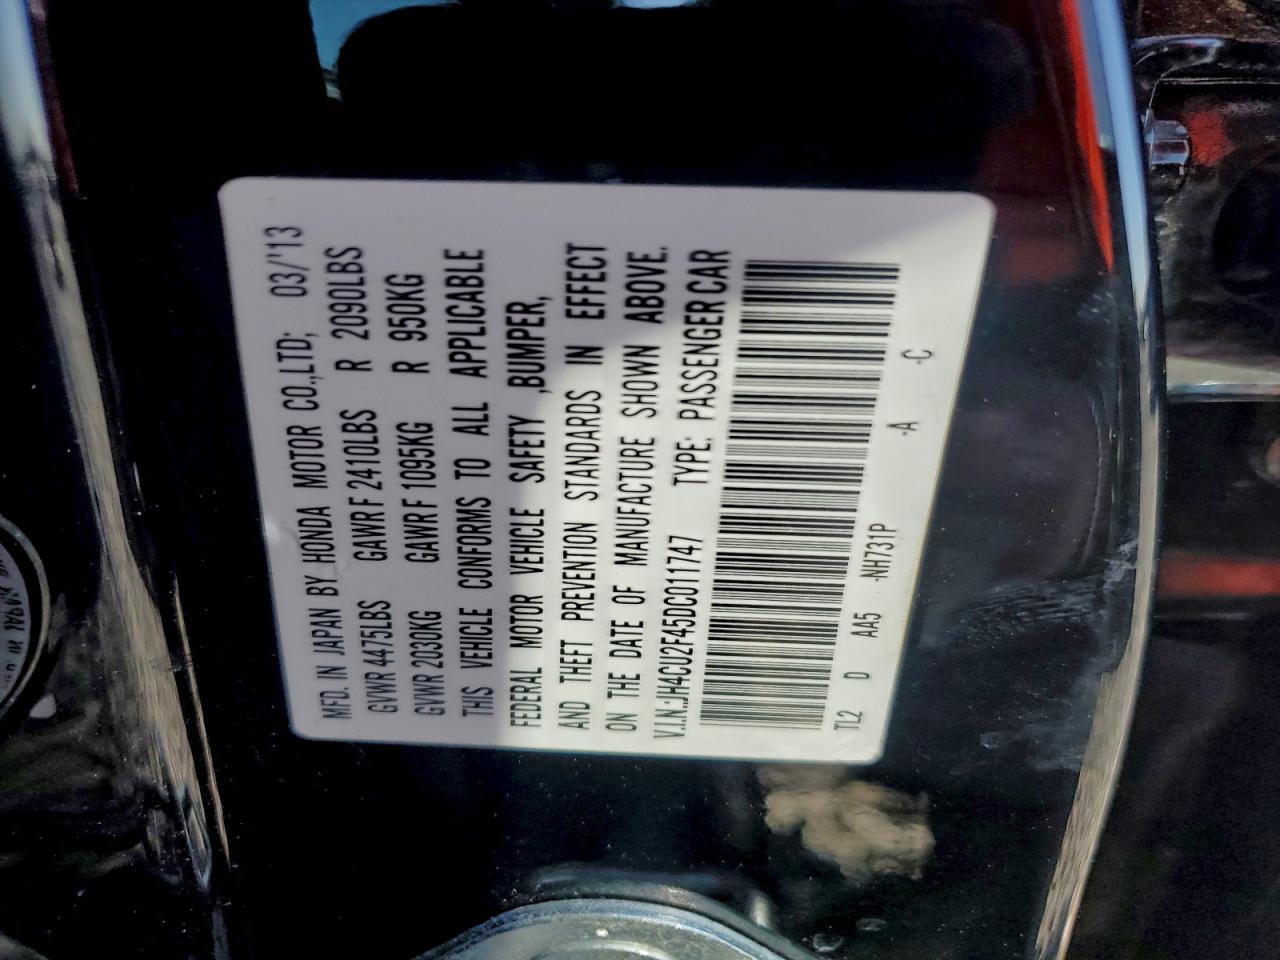 MFD. IN JAPAN BY HONDA MOTOR CO.,LTD; 03/'13
GVWR 4475LBS GAWR F 2410LBS R 2090LBS
GVWR 2030KG GAWR F 1095KG R 950KG
THIS VEHICLE CONFORMS TO ALL APPLICABLE
FEDERAL MOTOR VEHICLE SAFETY ,BUMPER,
AND THEFT PREVENTION STANDARDS IN EFFECT
ON THE DATE OF MANUFACTURE SHOWN ABOVE.
V.I.N.:JH4CU2F45DC011747 TYPE: PASSENGER CAR
TL2 D AA5 -NH731P -A -C